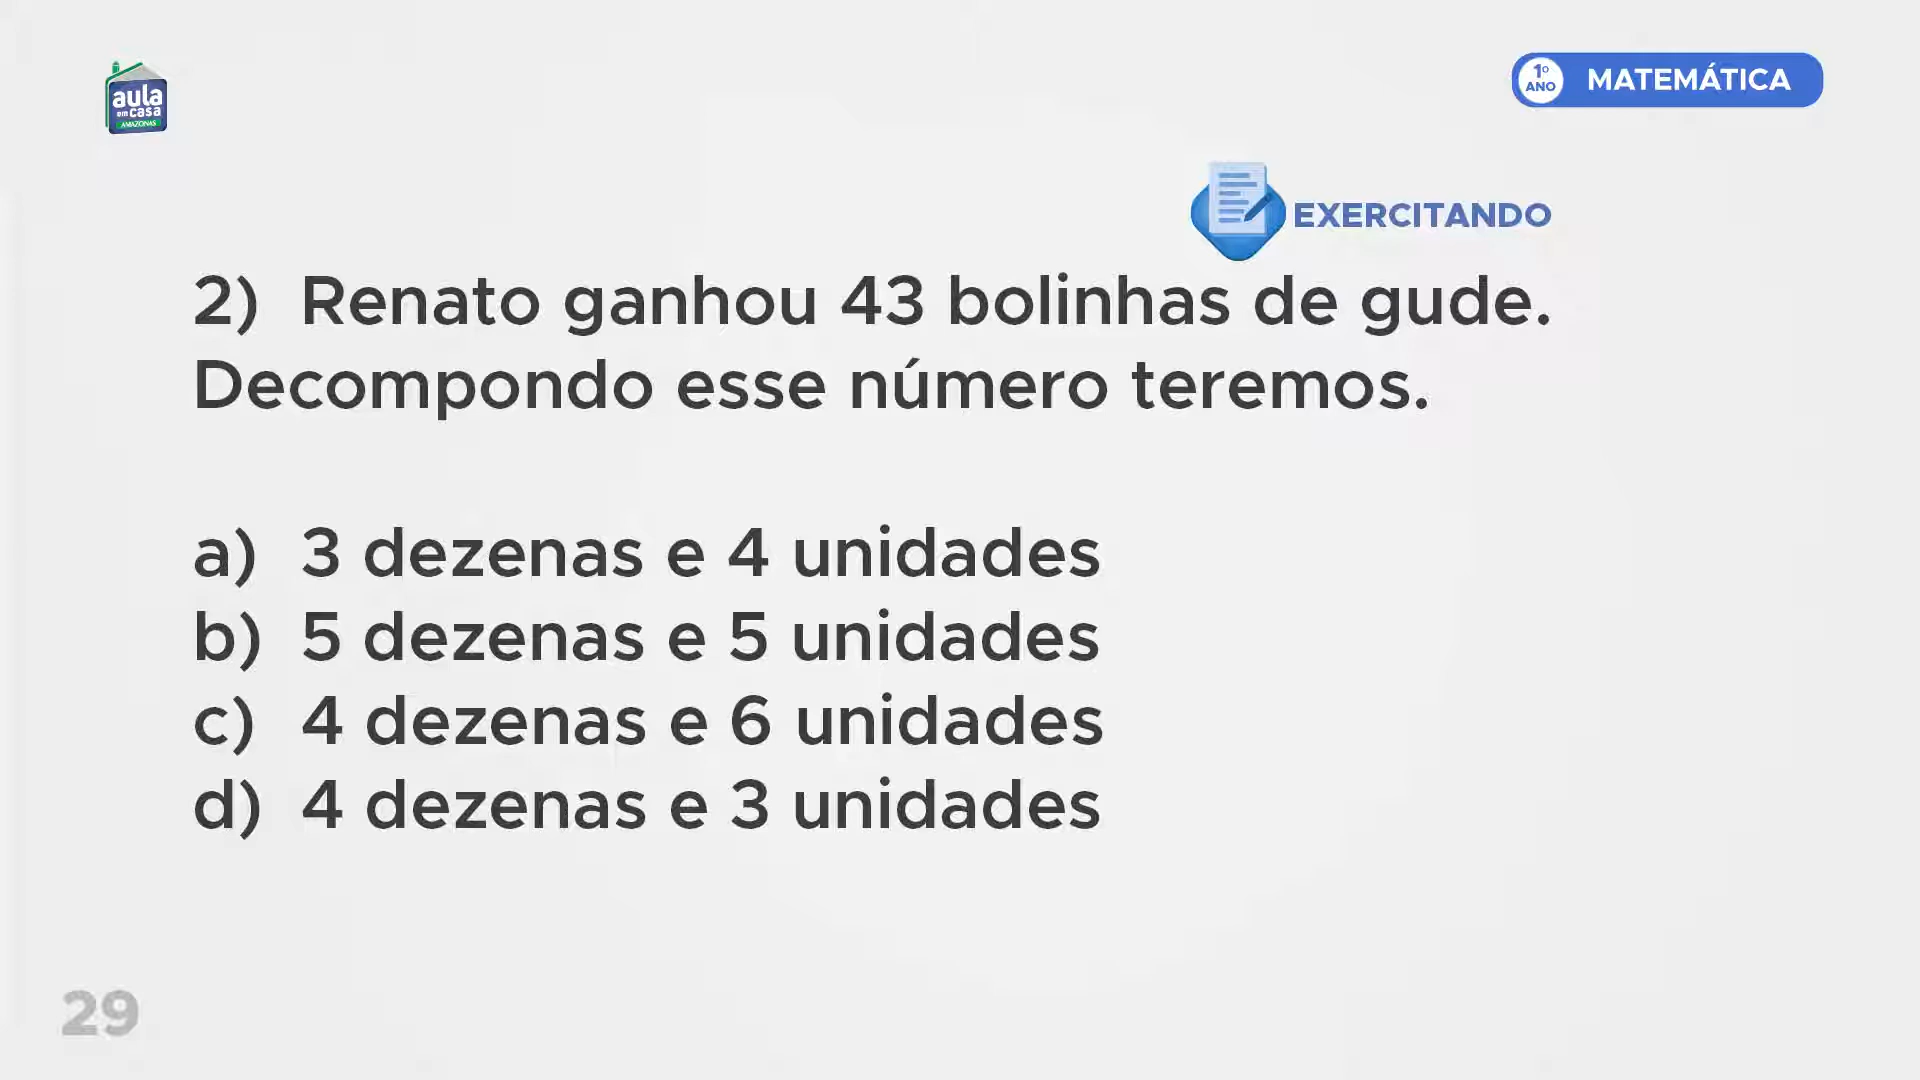 aula
em casa
AMAZONAS
1º
ANO
MATEMÁTICA
EXERCITANDO
2) Renato ganhou 43 bolinhas de gude.
Decompondo esse número teremos.
a) 3 dezenas e 4 unidades
b) 5 dezenas e 5 unidades
c) 4 dezenas e 6 unidades
d) 4 dezenas e 3 unidades
29